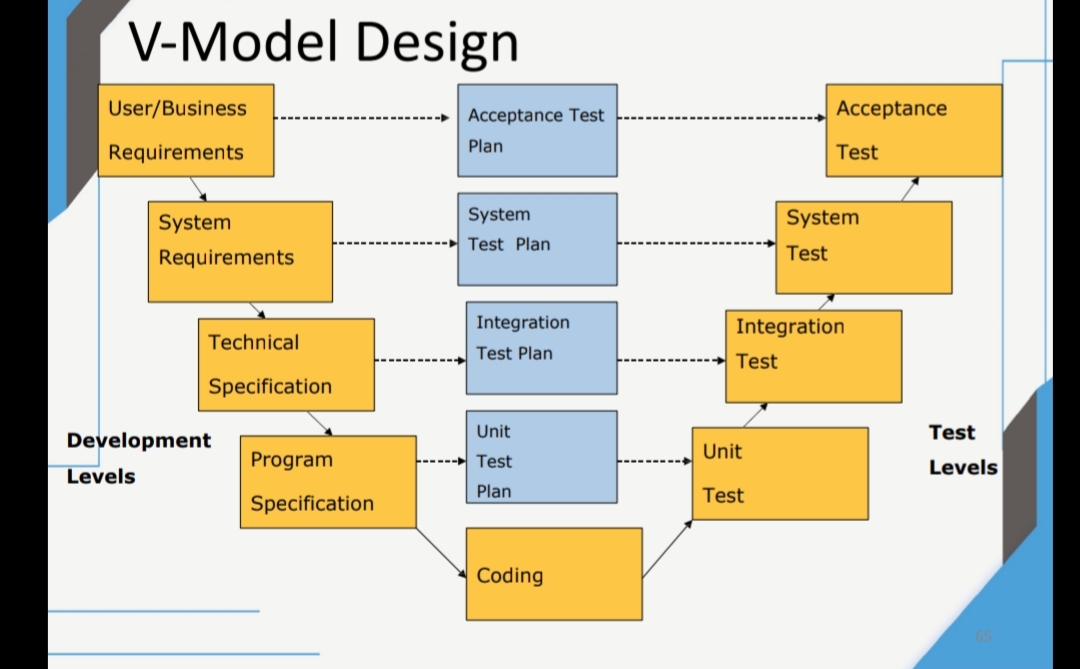 V-Model Design
User/Business
Requirements
Acceptance Test
Plan
Acceptance
Test
System
Requirements
System
Test Plan
System
Test
Technical
Specification
Integration
Test Plan
Integration
Test
Development
Levels
Program
Specification
Unit
Test
Plan
Unit
Test
Test
Levels
Coding
65